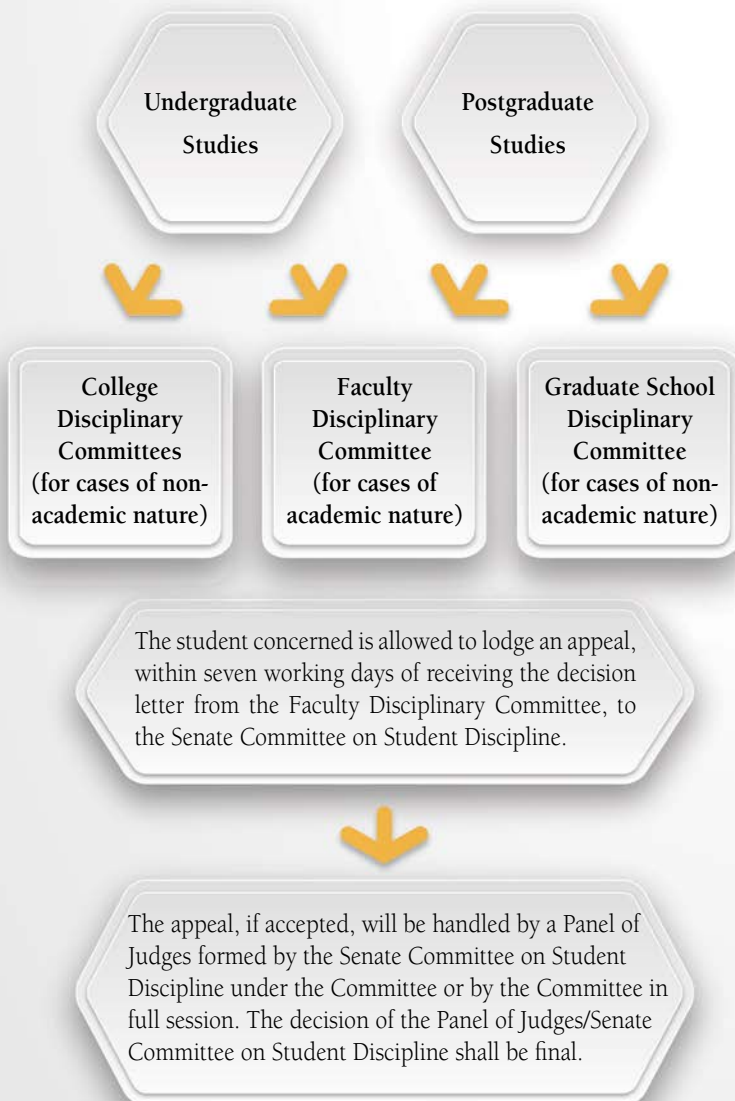 Undergraduate
Studies
Postgraduate
Studies
College
Disciplinary
Committees
(for cases of non-
academic nature)
Faculty
Disciplinary
Committee
(for cases of
academic nature)
Graduate School
Disciplinary
Committee
(for cases of non-
academic nature)
The student concerned is allowed to lodge an appeal,
within seven working days of receiving the decision
letter from the Faculty Disciplinary Committee, to
the Senate Committee on Student Discipline.
The appeal, if accepted, will be handled by a Panel of
Judges formed by the Senate Committee on Student
Discipline under the Committee or by the Committee in
full session. The decision of the Panel of Judges/Senate
Committee on Student Discipline shall be final.